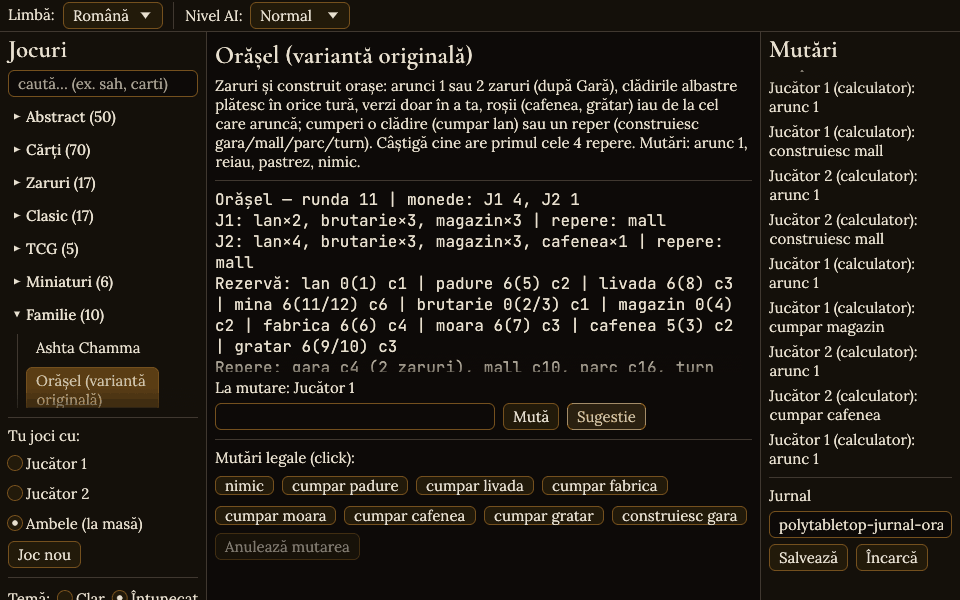 Limbă: Română ▼ Nivel AI: Normal ▼
Jocuri
caută... (ex. sah, carti)
▸ Abstract (50)
▸ Cărți (70)
▸ Zaruri (17)
▸ Clasic (17)
▸ TCG (5)
▸ Miniaturi (6)
▾ Familie (10)
Ashta Chamma
Orășel (variantă
originală)
Tu joci cu:
Jucător 1
Jucător 2
Ambele (la masă)
Joc nou
Temă: Clar Întunecat
Orășel (variantă originală)
Zaruri și construit orașe: arunci 1 sau 2 zaruri (după Gară), clădirile albastre
plătesc în orice tură, verzi doar în a ta, roșii (cafenea, grătar) iau de la cel
care aruncă; cumperi o clădire (cumpar lan) sau un reper (construiesc
gara/mall/parc/turn). Câștigă cine are primul cele 4 repere. Mutări: arunc 1,
reiau, pastrez, nimic.
Orășel — runda 11 | monede: J1 4, J2 1
J1: lan×2, brutarie×3, magazin×3 | repere: mall
J2: lan×4, brutarie×3, magazin×3, cafenea×1 | repere:
mall
Rezervă: lan 0(1) c1 | padure 6(5) c2 | livada 6(8) c3
| mina 6(11/12) c6 | brutarie 0(2/3) c1 | magazin 0(4)
c2 | fabrica 6(6) c4 | moara 6(7) c3 | cafenea 5(3) c2
| gratar 6(9/10) c3
Repere: gara c4 (2 zaruri), mall c10, parc c16, turn
La mutare: Jucător 1
Mută Sugestie
Mutări legale (click):
nimic cumpar padure cumpar livada cumpar fabrica
cumpar moara cumpar cafenea cumpar gratar construiesc gara
Anulează mutarea
Mutări
Jucător 1 (calculator):
arunc 1
Jucător 1 (calculator):
construiesc mall
Jucător 2 (calculator):
arunc 1
Jucător 2 (calculator):
construiesc mall
Jucător 1 (calculator):
arunc 1
Jucător 1 (calculator):
cumpar magazin
Jucător 2 (calculator):
arunc 1
Jucător 2 (calculator):
cumpar cafenea
Jucător 1 (calculator):
arunc 1
Jurnal
polytabletop-jurnal-ora
Salvează Încarcă